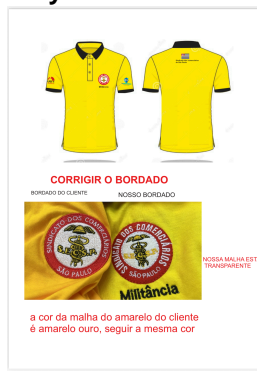 CORRIGIR O BORDADO
BORDADO DO CLIENTE
NOSSO BORDADO
SINDICATO DOS COMERCIÁRIOS
SÃO PAULO
SINDICATO DOS COMERCIÁRIOS
SÃO PAULO
Militância
NOSSA MALHA EST
TRANSPARENTE
a cor da malha do amarelo do cliente
é amarelo ouro, seguir a mesma cor